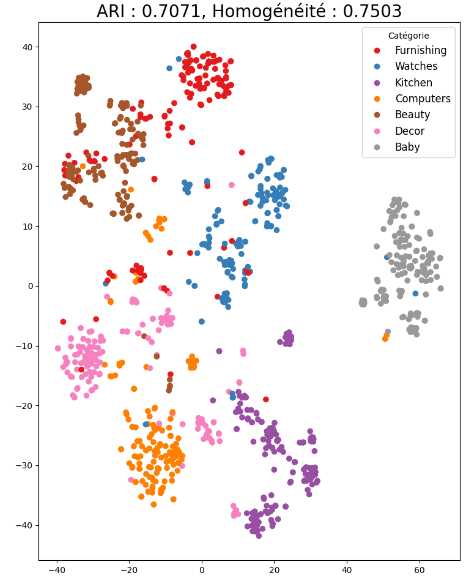 ARI : 0.7071, Homogénéité : 0.7503
Catégorie
Furnishing
Watches
Kitchen
Computers
Beauty
Decor
Baby
40
30
20
10
0
−10
−20
−30
−40
−40 −20 0 20 40 60